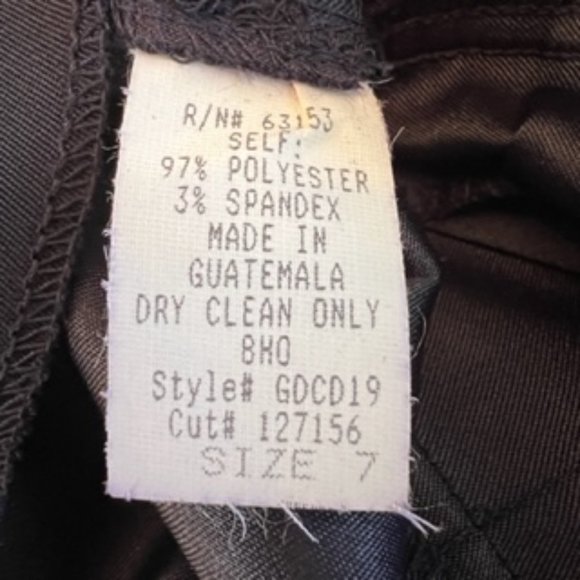 R/N# 63153
SELF:
97% POLYESTER
3% SPANDEX
MADE IN
GUATEMALA
DRY CLEAN ONLY
8HO
Style# GDCD19
Cut# 127156
SIZE 7